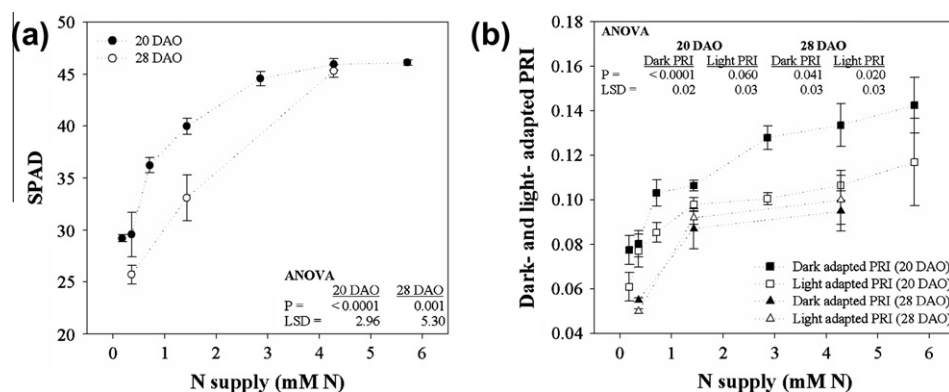 (a)
50
45
40
35
30
25
20
SPAD
20 DAO
28 DAO
ANOVA
20 DAO 28 DAO
P = < 0.0001 0.001
LSD = 2.96 5.30
0 1 2 3 4 5 6
N supply (mM N)
(b)
0.18
0.16
0.14
0.12
0.10
0.08
0.06
0.04
Dark- and light- adapted PRI
ANOVA
20 DAO 28 DAO
Dark PRI Light PRI Dark PRI Light PRI
P = < 0.0001 0.060 0.041 0.020
LSD = 0.02 0.03 0.03 0.03
Dark adapted PRI (20 DAO)
Light adapted PRI (20 DAO)
Dark adapted PRI (28 DAO)
Light adapted PRI (28 DAO)
0 1 2 3 4 5 6
N supply (mM N)